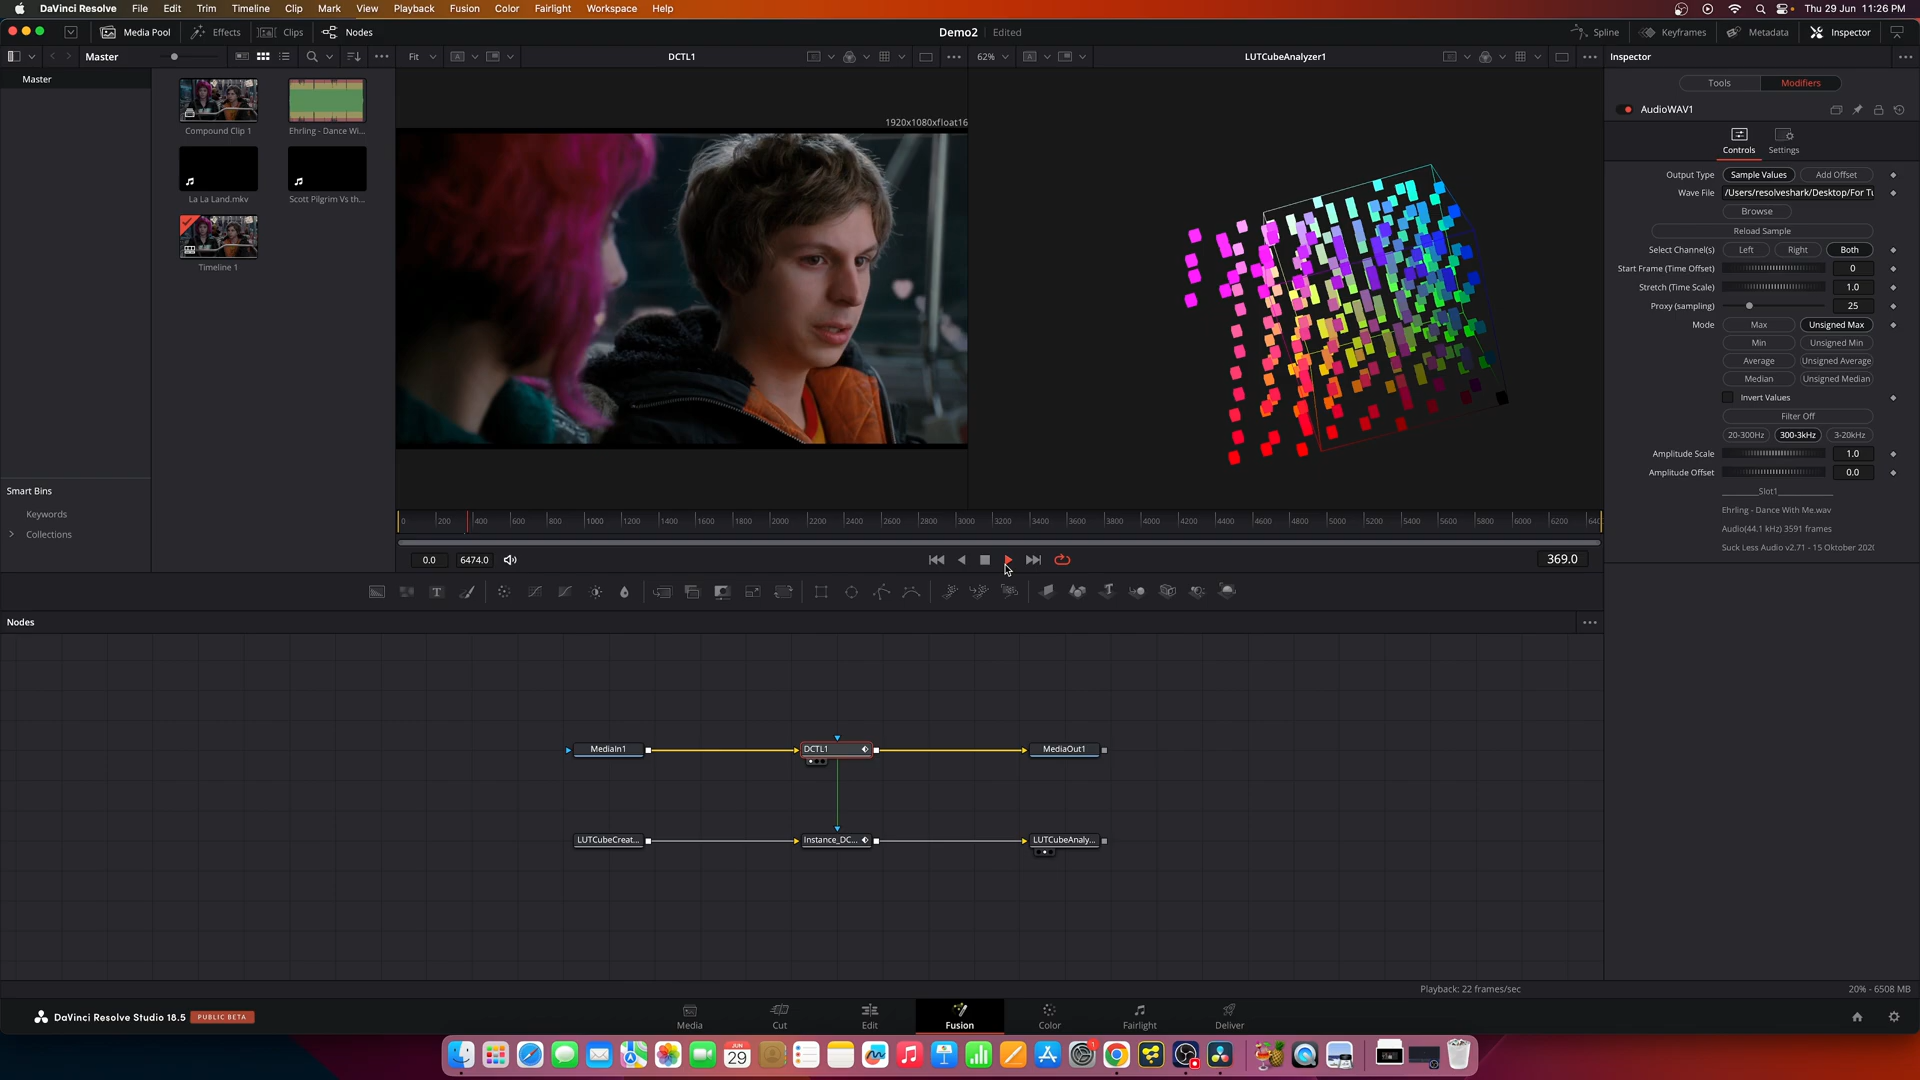 DaVinci Resolve File Edit Trim Timeline Clip Mark View Playback Fusion Color Fairlight Workspace Help Thu 29 Jun 11:26 PM
Media Pool Effects Clips Nodes Demo2 Edited Spline Keyframes Metadata Inspector
Master Fit DCTL1 62% LUTCubeAnalyzer1 Inspector
Master
Tools Modifiers
AudioWAV1
1920x1080xfloat16
Compound Clip 1 Ehrling - Dance Wi...
Controls Settings
La La Land.mkv Scott Pilgrim Vs th...
Timeline 1
Output Type Sample Values Add Offset
Wave File /Users/resolveshark/Desktop/For Tu
Browse
Reload Sample
Select Channel(s) Left Right Both
Start Frame (Time Offset) 0
Stretch (Time Scale) 1.0
Proxy (sampling) 25
Mode Max Unsigned Max
Min Unsigned Min
Average Unsigned Average
Median Unsigned Median
Invert Values
Filter Off
20-300Hz 300-3kHz 3-20kHz
Amplitude Scale 1.0
Amplitude Offset 0.0
________Slot1____________
Ehrling - Dance With Me.wav
Audio(44.1 kHz) 3591 frames
Suck Less Audio v2.71 - 15 Oktober 2020
Smart Bins
Keywords
Collections
0 200 400 600 800 1000 1200 1400 1600 1800 2000 2200 2400 2600 2800 3000 3200 3400 3600 3800 4000 4200 4400 4600 4800 5000 5200 5400 5600 5800 6000 6200 640
0.0 6474.0 369.0
Nodes
MediaIn1 DCTL1 MediaOut1
LUTCubeCreat... Instance_DC... LUTCubeAnaly...
Playback: 22 frames/sec 20% - 6508 MB
DaVinci Resolve Studio 18.5 PUBLIC BETA
Media Cut Edit Fusion Color Fairlight Deliver
JUN
29
1